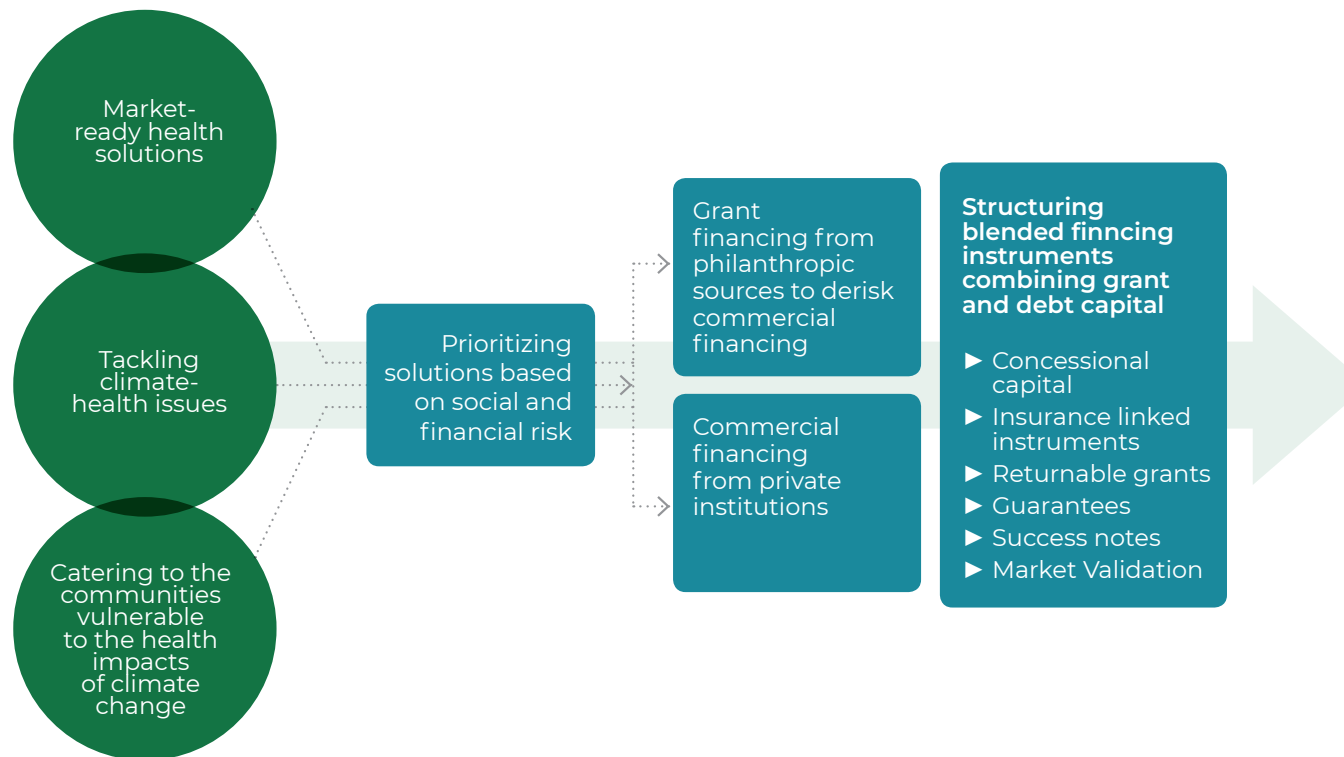 Market-
ready health
solutions
Tackling
climate-
health issues
Catering to the
communities
vulnerable
to the health
impacts
of climate
change
Prioritizing
solutions based
on social and
financial risk
Grant
financing from
philanthropic
sources to derisk
commercial
financing
Commercial
financing
from private
institutions
Structuring
blended finncing
instruments
combining grant
and debt capital
► Concessional
capital
► Insurance linked
instruments
► Returnable grants
► Guarantees
► Success notes
► Market Validation